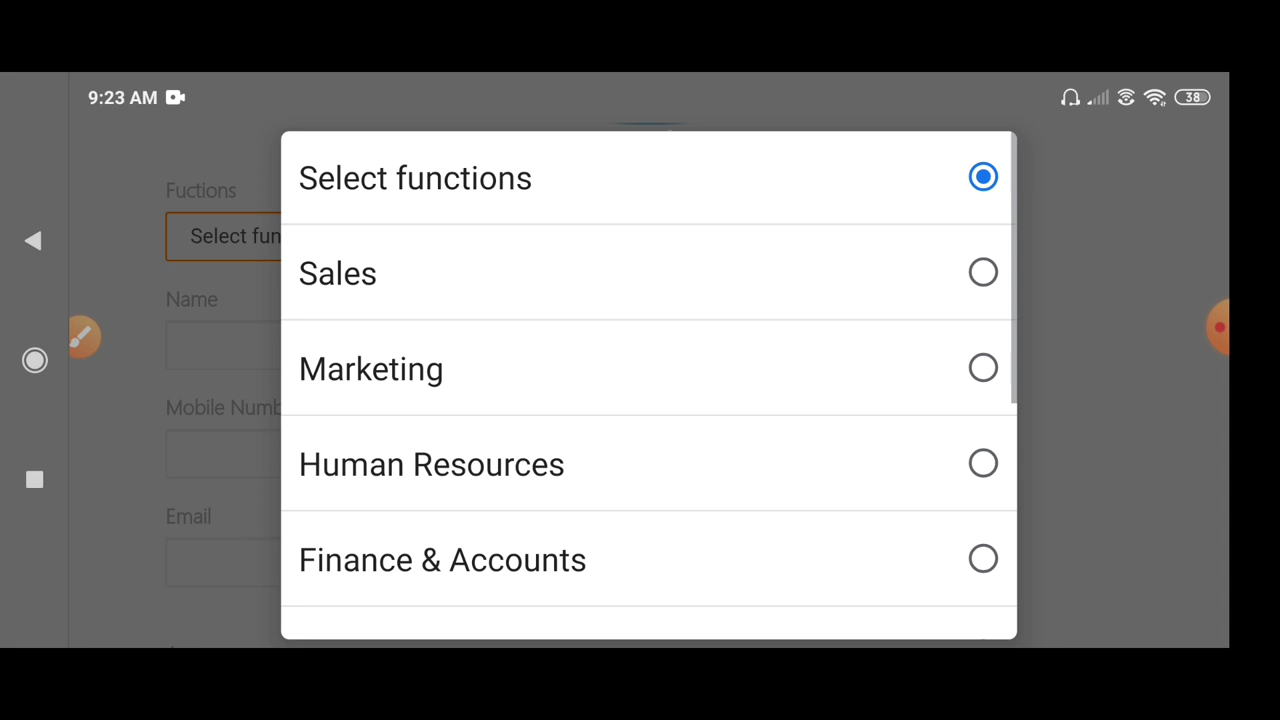 9:23 AM
38
Fuctions
Select fun
Name
Mobile Numb
Email
Select functions
Sales
Marketing
Human Resources
Finance & Accounts